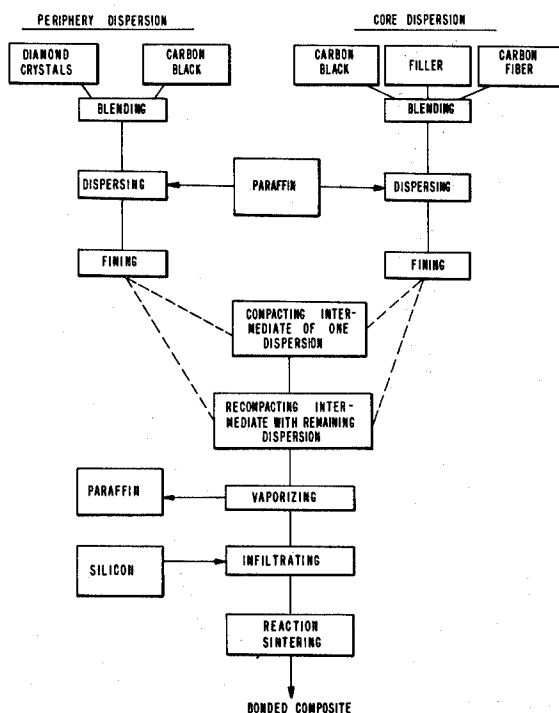 PERIPHERY DISPERSION
CORE DISPERSION
DIAMOND
CRYSTALS
CARBON
BLACK
CARBON
BLACK
FILLER
CARBON
FIBER
BLENDING
BLENDING
DISPERSING
PARAFFIN
DISPERSING
FINING
FINING
COMPACTING INTER-
MEDIATE OF ONE
DISPERSION
RECOMPACTING INTER-
MEDIATE WITH REMAINING
DISPERSION
PARAFFIN
VAPORIZING
SILICON
INFILTRATING
REACTION
SINTERING
BONDED COMPOSITE